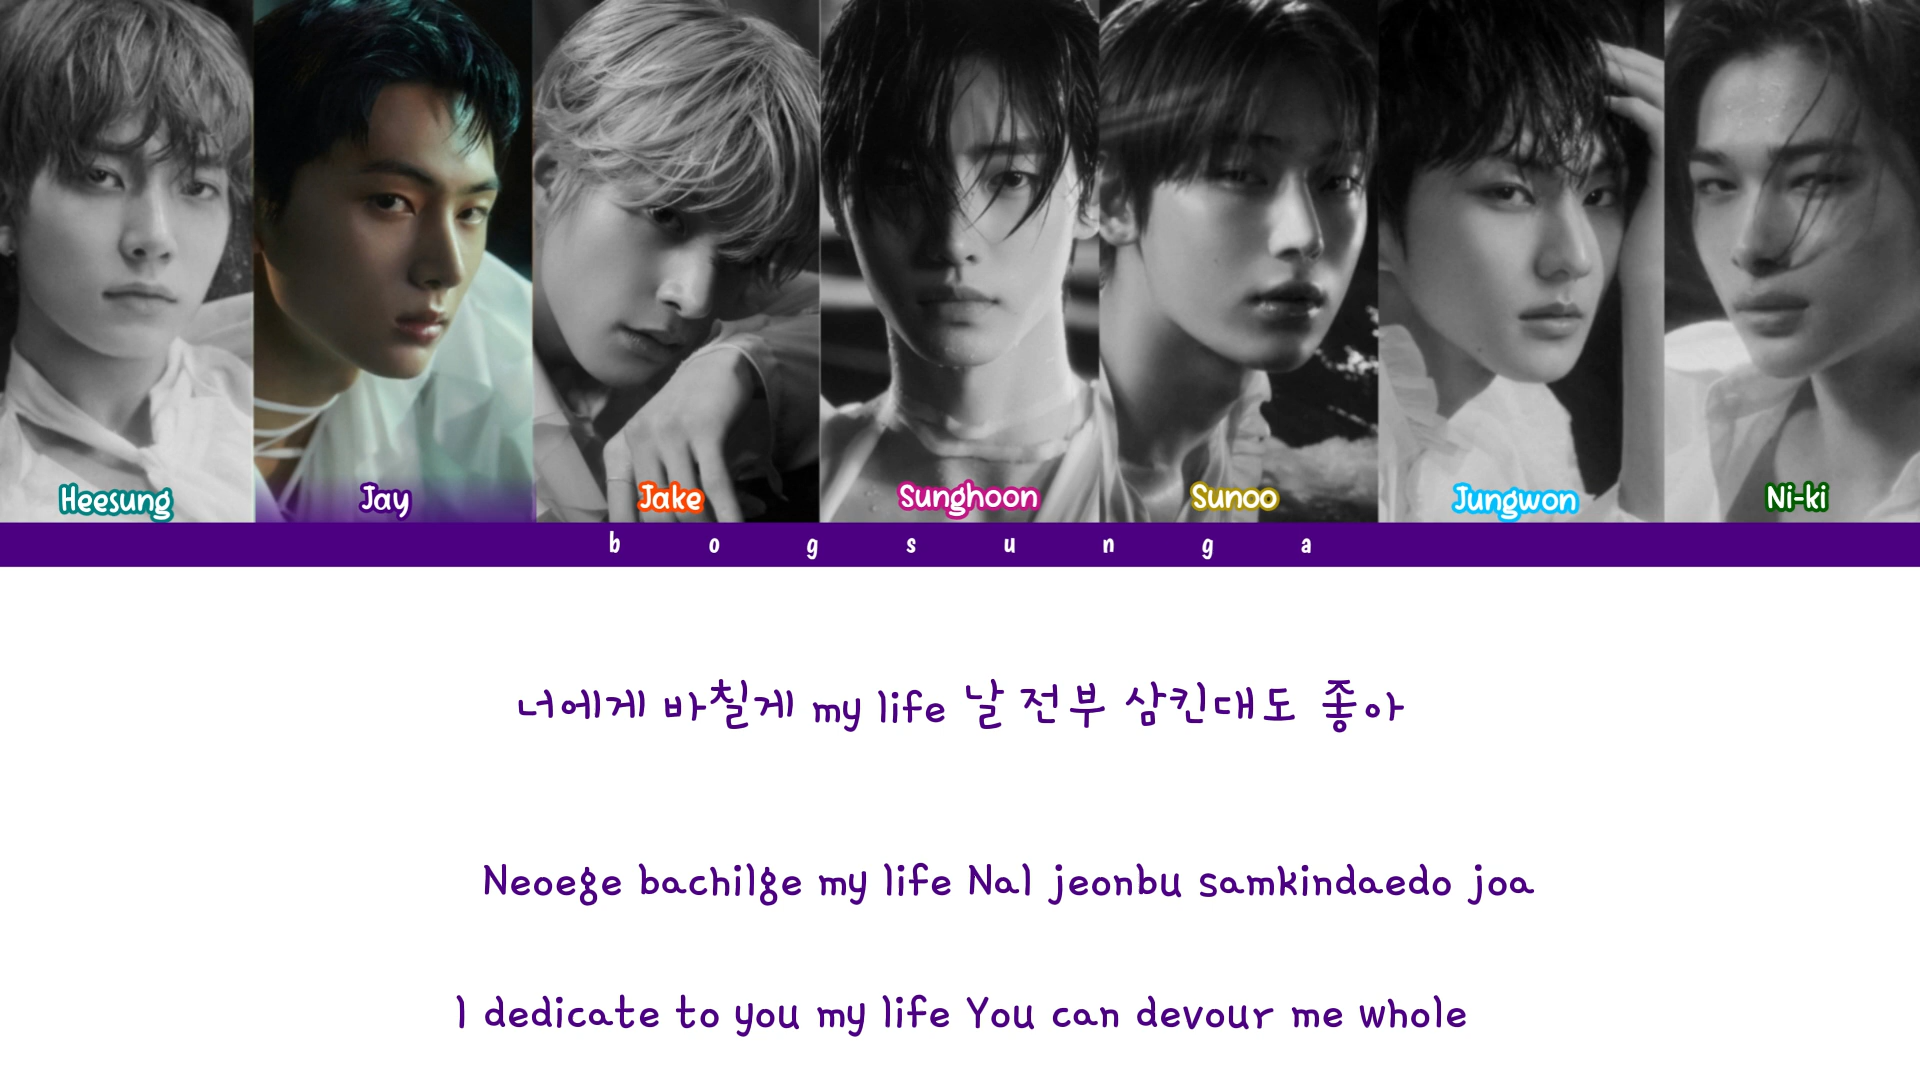 Heesung Jay Jake Sunghoon Sunoo Jungwon Ni-ki
b o g s u n g a
너에게 바칠게 my life 날 전부 삼킨대도 좋아
Neoege bachilge my life Nal jeonbu samkindaedo joa
I dedicate to you my life You can devour me whole